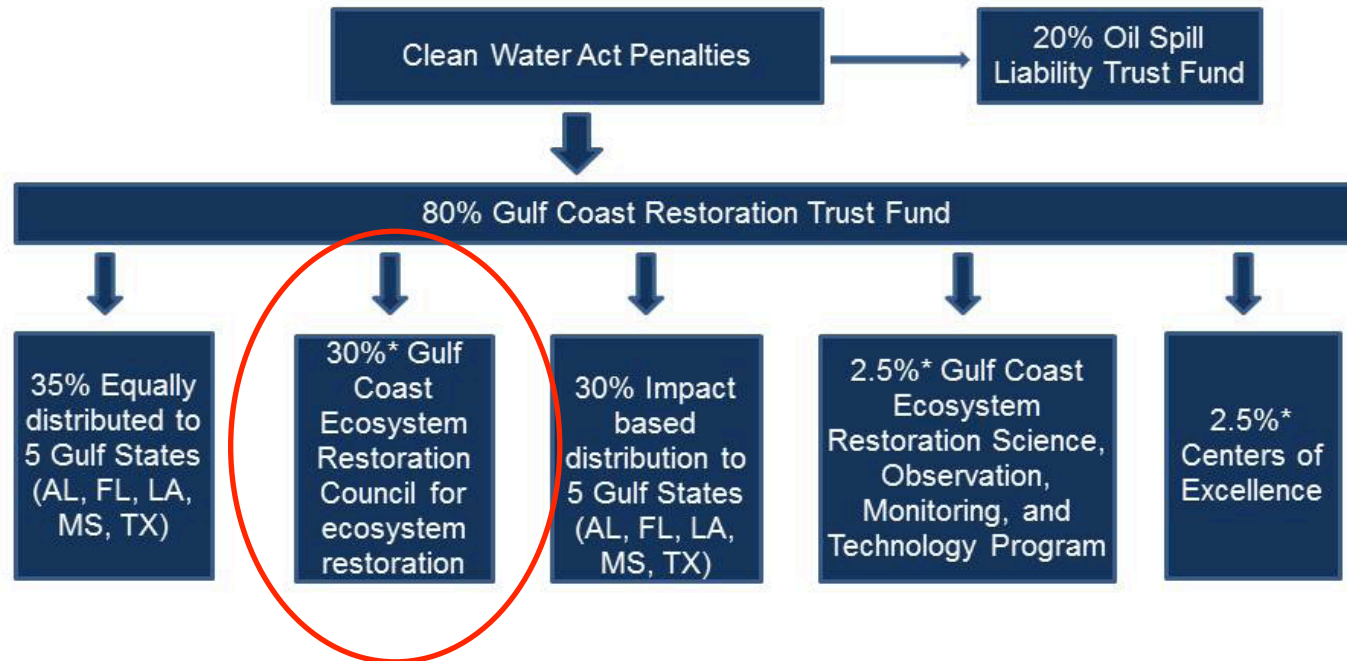 Clean Water Act Penalties
20% Oil Spill
Liability Trust Fund
80% Gulf Coast Restoration Trust Fund
35% Equally
distributed to
5 Gulf States
(AL, FL, LA,
MS, TX)
30%* Gulf
Coast
Ecosystem
Restoration
Council for
ecosystem
restoration
30% Impact
based
distribution to
5 Gulf States
(AL, FL, LA,
MS, TX)
2.5%* Gulf Coast
Ecosystem
Restoration Science,
Observation,
Monitoring, and
Technology Program
2.5%*
Centers of
Excellence